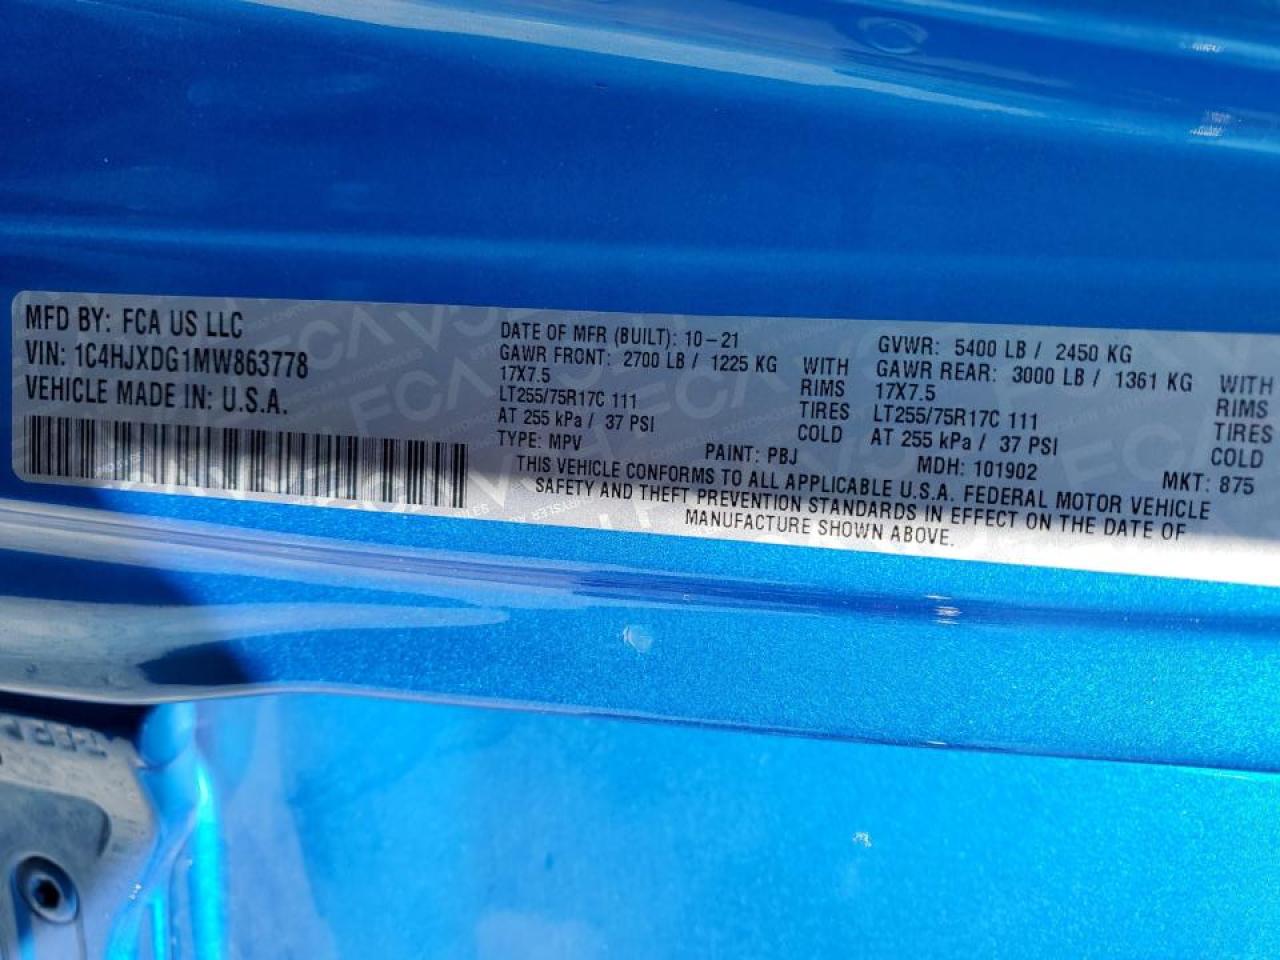 MFD BY: FCA US LLC
VIN: 1C4HJXDG1MW863778
VEHICLE MADE IN: U.S.A.
DATE OF MFR (BUILT): 10-21
GAWR FRONT: 2700 LB / 1225 KG WITH
17X7.5 RIMS
LT255/75R17C 111 TIRES
AT 255 kPa / 37 PSI COLD
GVWR: 5400 LB / 2450 KG
GAWR REAR: 3000 LB / 1361 KG WITH
17X7.5 RIMS
LT255/75R17C 111 TIRES
AT 255 kPa / 37 PSI COLD
TYPE: MPV PAINT: PBJ MDH: 101902 MKT: 875
THIS VEHICLE CONFORMS TO ALL APPLICABLE U.S.A. FEDERAL MOTOR VEHICLE
SAFETY AND THEFT PREVENTION STANDARDS IN EFFECT ON THE DATE OF
MANUFACTURE SHOWN ABOVE.